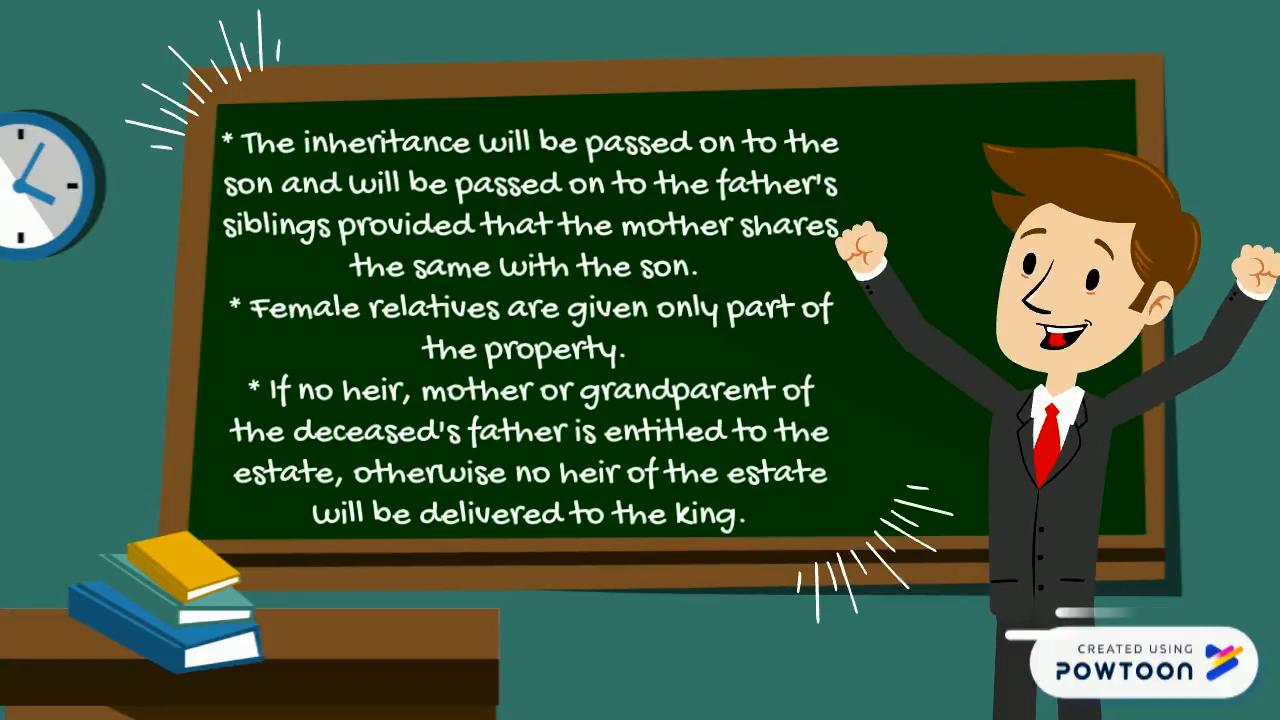 * The inheritance will be passed on to the
son and will be passed on to the father's
siblings provided that the mother shares
the same with the son.
* Female relatives are given only part of
the property.
* If no heir, mother or grandparent of
the deceased's father is entitled to the
estate, otherwise no heir of the estate
will be delivered to the king.
CREATED USING
POWTOON